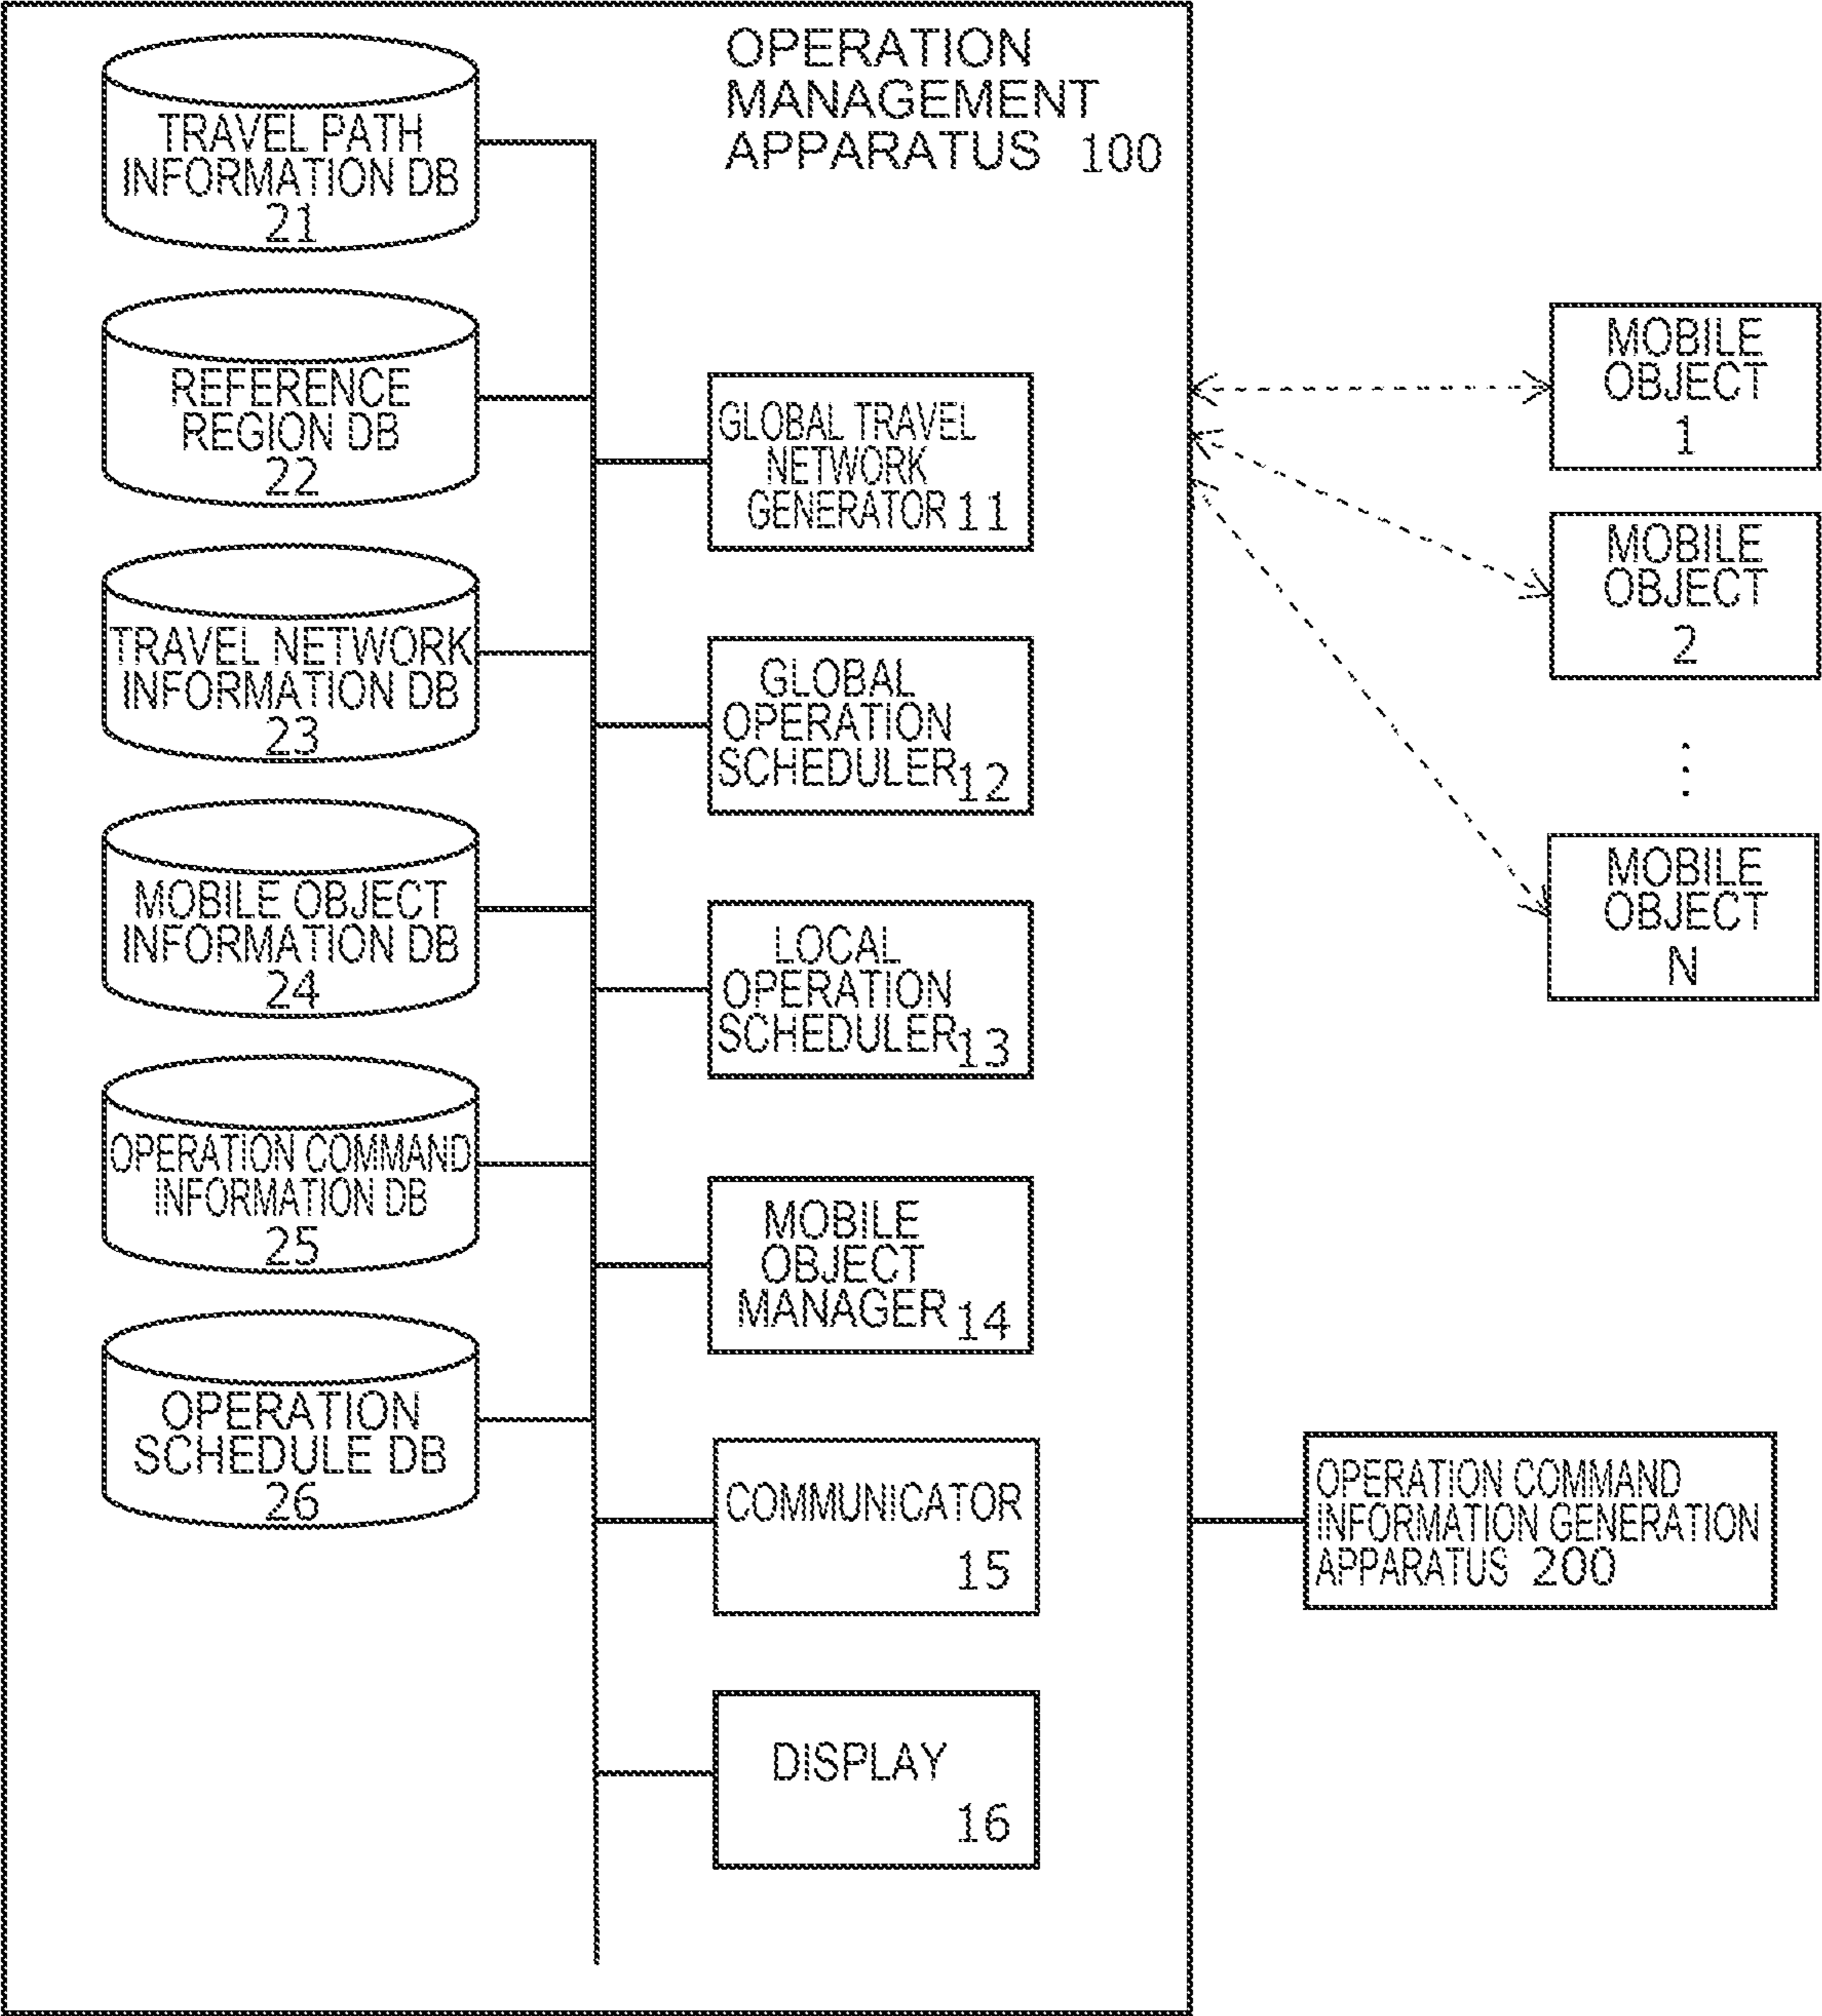 OPERATION
MANAGEMENT
APPARATUS 100
TRAVEL PATH
INFORMATION DB
21
REFERENCE
REGION DB
22
TRAVEL NETWORK
INFORMATION DB
23
MOBILE OBJECT
INFORMATION DB
24
OPERATION COMMAND
INFORMATION DB
25
OPERATION
SCHEDULE DB
26
GLOBAL TRAVEL
NETWORK
GENERATOR 11
GLOBAL
OPERATION
SCHEDULER 12
LOCAL
OPERATION
SCHEDULER 13
MOBILE
OBJECT
MANAGER 14
COMMUNICATOR
15
DISPLAY
16
MOBILE
OBJECT
1
MOBILE
OBJECT
2
MOBILE
OBJECT
N
OPERATION COMMAND
INFORMATION GENERATION
APPARATUS 200